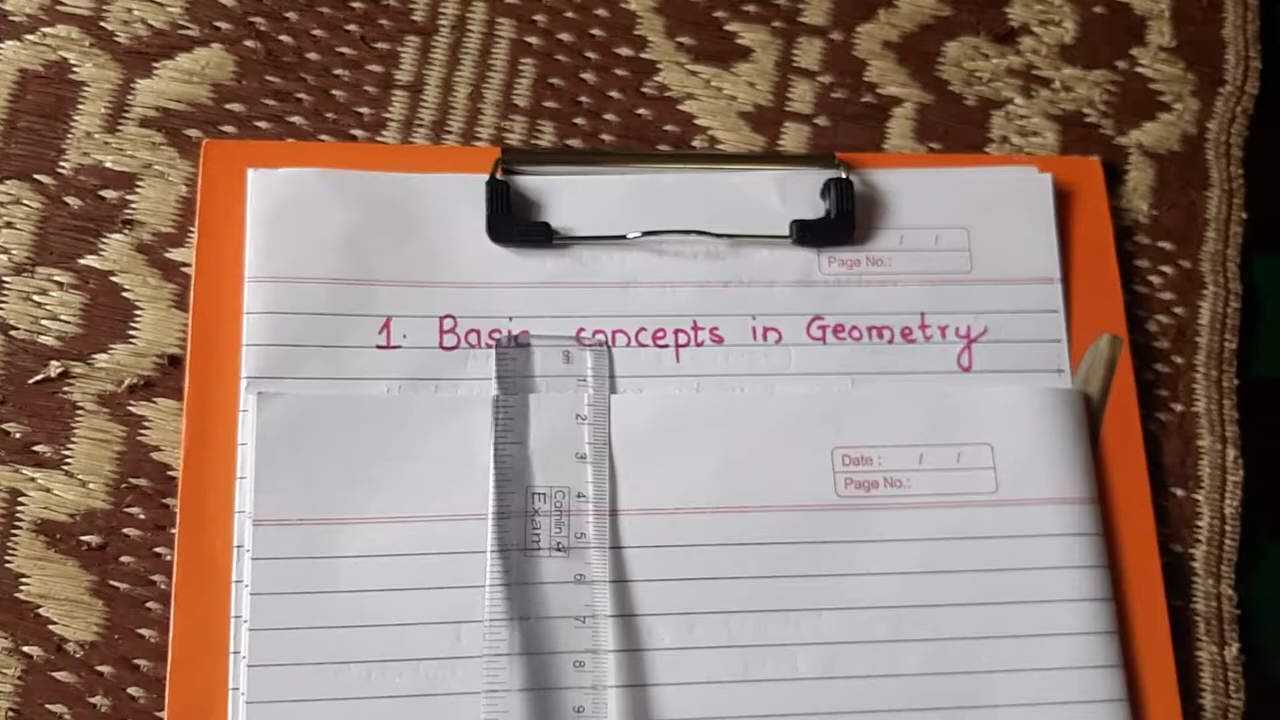 Page No.:
1. Basic concepts in Geometry
cm 1 2 3 4 5 6 7 8 9
Exam
Date : / /
Page No.: